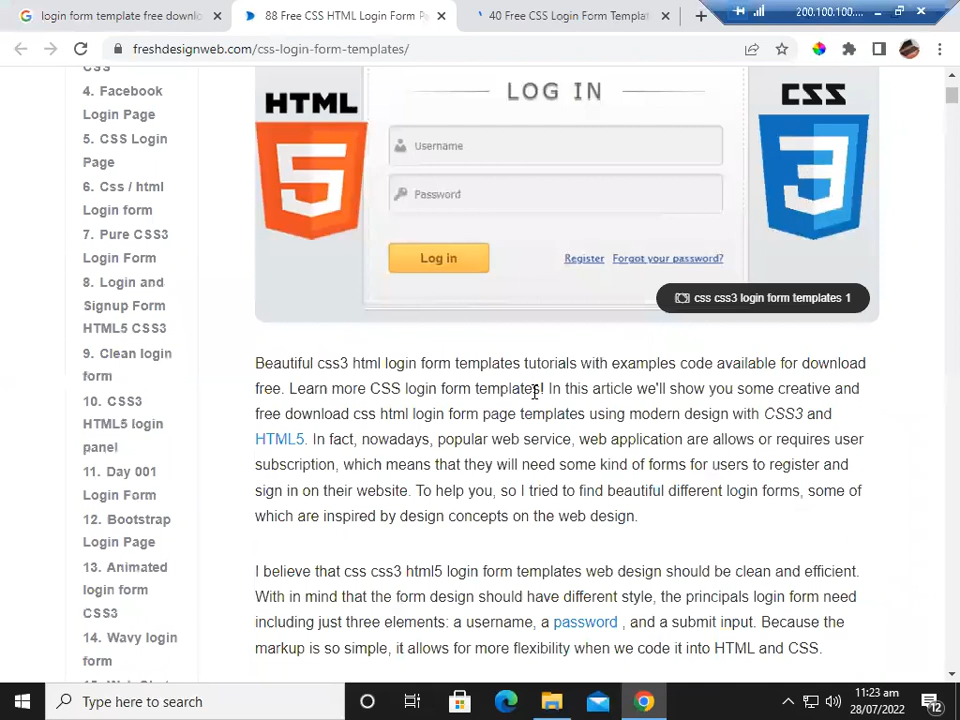 login form template free downlo
88 Free CSS HTML Login Form P
40 Free CSS Login Form Templat
200.100.100....
freshdesignweb.com/css-login-form-templates/
CSS
4. Facebook
Login Page
5. CSS Login
Page
6. Css / html
Login form
7. Pure CSS3
Login Form
8. Login and
Signup Form
HTML5 CSS3
9. Clean login
form
10. CSS3
HTML5 login
panel
11. Day 001
Login Form
12. Bootstrap
Login Page
13. Animated
login form
CSS3
14. Wavy login
form
HTML
5
LOG IN
Username
Password
Log in
Register
Forgot your password?
CSS
3
css css3 login form templates 1
Beautiful css3 html login form templates tutorials with examples code available for download
free. Learn more CSS login form templates! In this article we'll show you some creative and
free download css html login form page templates using modern design with CSS3 and
HTML5. In fact, nowadays, popular web service, web application are allows or requires user
subscription, which means that they will need some kind of forms for users to register and
sign in on their website. To help you, so I tried to find beautiful different login forms, some of
which are inspired by design concepts on the web design.
I believe that css css3 html5 login form templates web design should be clean and efficient.
With in mind that the form design should have different style, the principals login form need
including just three elements: a username, a password , and a submit input. Because the
markup is so simple, it allows for more flexibility when we code it into HTML and CSS.
Type here to search
11:23 am
28/07/2022
12